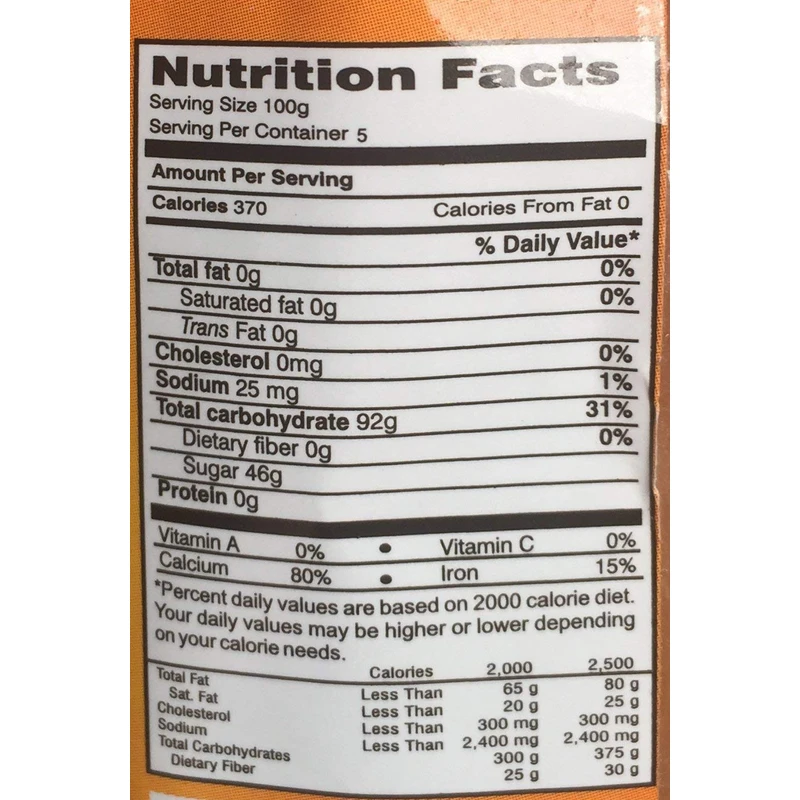 Nutrition Facts
Serving Size 100g
Serving Per Container 5
Amount Per Serving
Calories 370 Calories From Fat 0
% Daily Value*
Total fat 0g 0%
Saturated fat 0g 0%
Trans Fat 0g
Cholesterol 0mg 0%
Sodium 25 mg 1%
Total carbohydrate 92g 31%
Dietary fiber 0g 0%
Sugar 46g
Protein 0g
Vitamin A 0% • Vitamin C 0%
Calcium 80% • Iron 15%
*Percent daily values are based on 2000 calorie diet.
Your daily values may be higher or lower depending
on your calorie needs.
Calories 2,000 2,500
Total Fat Less Than 65 g 80 g
Sat. Fat Less Than 20 g 25 g
Cholesterol Less Than 300 mg 300 mg
Sodium Less Than 2,400 mg 2,400 mg
Total Carbohydrates 300 g 375 g
Dietary Fiber 25 g 30 g